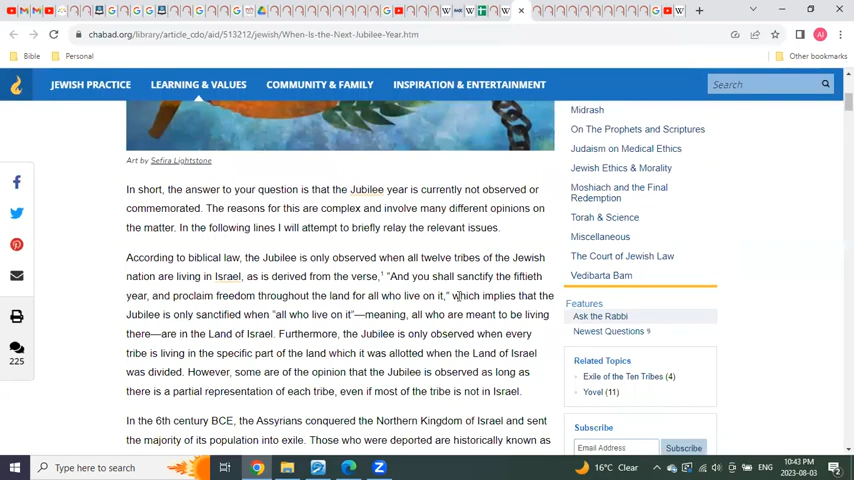 chabad.org/library/article_cdo/aid/513212/jewish/When-Is-the-Next-Jubilee-Year.htm
Bible
Personal
Other bookmarks
JEWISH PRACTICE
LEARNING & VALUES
COMMUNITY & FAMILY
INSPIRATION & ENTERTAINMENT
Search
Art by Sefira Lightstone
In short, the answer to your question is that the Jubilee year is currently not observed or
commemorated. The reasons for this are complex and involve many different opinions on
the matter. In the following lines I will attempt to briefly relay the relevant issues.
According to biblical law, the Jubilee is only observed when all twelve tribes of the Jewish
nation are living in Israel, as is derived from the verse,1 "And you shall sanctify the fiftieth
year, and proclaim freedom throughout the land for all who live on it," which implies that the
Jubilee is only sanctified when "all who live on it"—meaning, all who are meant to be living
there—are in the Land of Israel. Furthermore, the Jubilee is only observed when every
tribe is living in the specific part of the land which it was allotted when the Land of Israel
was divided. However, some are of the opinion that the Jubilee is observed as long as
there is a partial representation of each tribe, even if most of the tribe is not in Israel.
In the 6th century BCE, the Assyrians conquered the Northern Kingdom of Israel and sent
the majority of its population into exile. Those who were deported are historically known as
225
Midrash
On The Prophets and Scriptures
Judaism on Medical Ethics
Jewish Ethics & Morality
Moshiach and the Final
Redemption
Torah & Science
Miscellaneous
The Court of Jewish Law
Vedibarta Bam
Features
Ask the Rabbi
Newest Questions 9
Related Topics
Exile of the Ten Tribes (4)
Yovel (11)
Subscribe
Email Address
Subscribe
Type here to search
16°C Clear
ENG
10:43 PM
2023-08-03
2